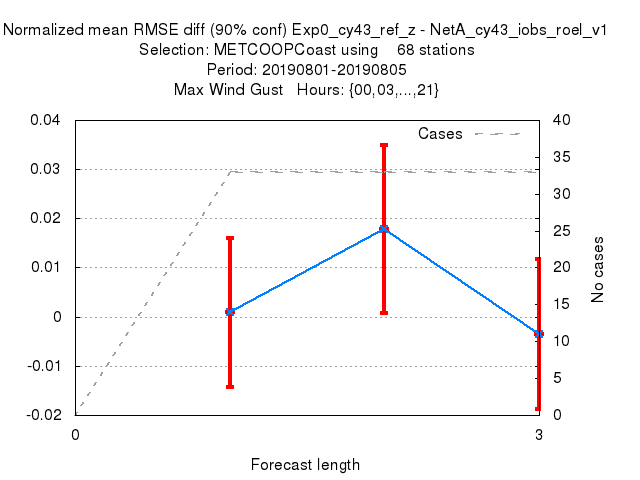 Normalized mean RMSE diff (90% conf) Exp0_cy43_ref_z - NetA_cy43_iobs_roel_v1
Selection: METCOOPCoast using 68 stations
Period: 20190801-20190805
Max Wind Gust Hours: {00,03,...,21}
Cases
0.04
0.03
0.02
0.01
0
-0.01
-0.02
40
35
30
25
20
15
10
5
0
No cases
0
3
Forecast length